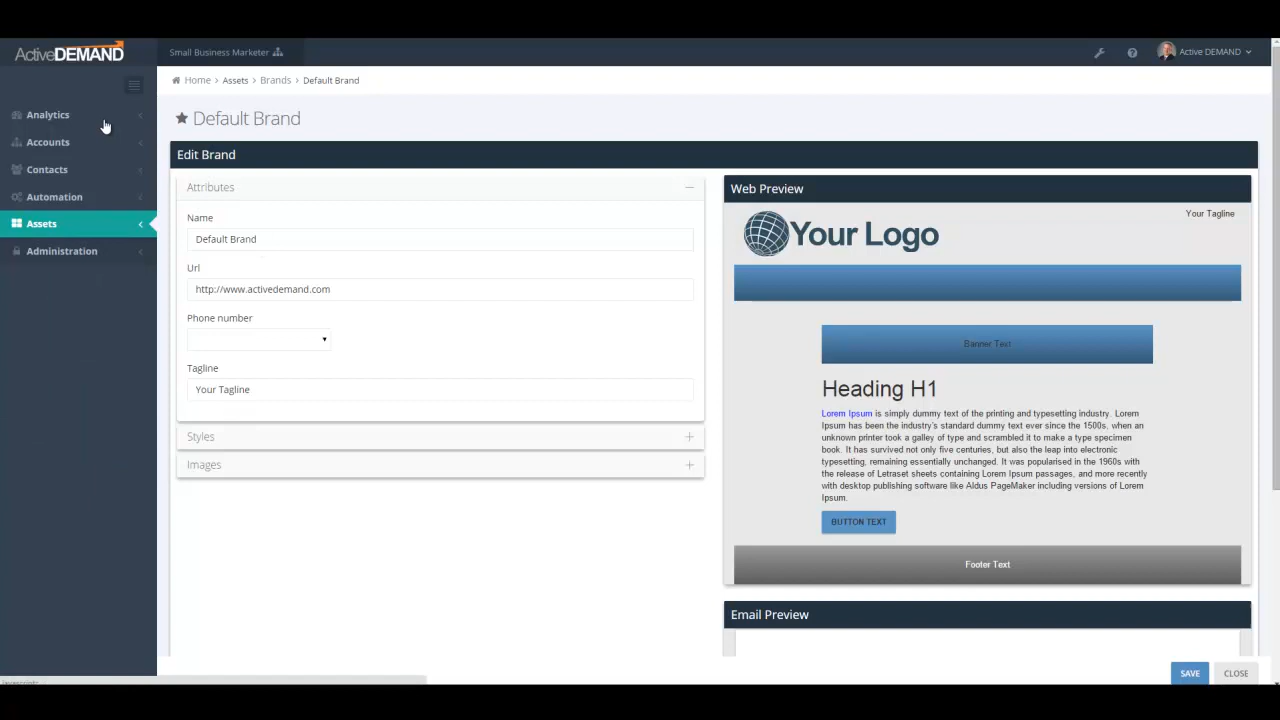 ActiveDEMAND
Small Business Marketer
Active DEMAND
Home > Assets > Brands > Default Brand
Analytics
Accounts
Contacts
Automation
Assets
Administration
Default Brand
Edit Brand
Attributes
Name
Default Brand
Url
http://www.activedemand.com
Phone number
Tagline
Your Tagline
Styles
Images
Web Preview
Your Logo
Your Tagline
Banner Text
Heading H1
Lorem Ipsum is simply dummy text of the printing and typesetting industry. Lorem
Ipsum has been the industry's standard dummy text ever since the 1500s, when an
unknown printer took a galley of type and scrambled it to make a type specimen
book. It has survived not only five centuries, but also the leap into electronic
typesetting, remaining essentially unchanged. It was popularised in the 1960s with
the release of Letraset sheets containing Lorem Ipsum passages, and more recently
with desktop publishing software like Aldus PageMaker including versions of Lorem
Ipsum.
BUTTON TEXT
Footer Text
Email Preview
SAVE
CLOSE